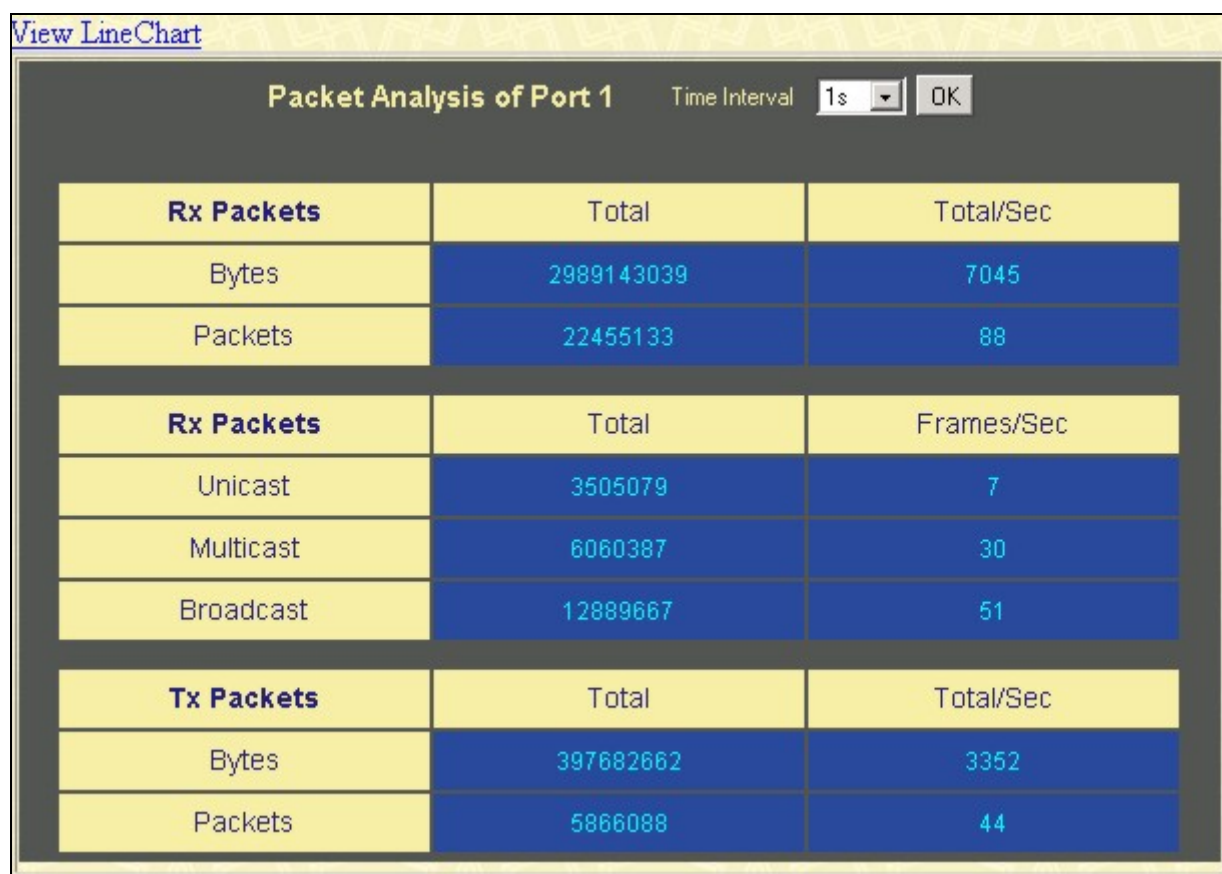 View LineChart
Packet Analysis of Port 1 Time Interval 1s OK
Rx Packets Total Total/Sec
Bytes 2989143039 7045
Packets 22455133 88
Rx Packets Total Frames/Sec
Unicast 3505079 7
Multicast 6060387 30
Broadcast 12889667 51
Tx Packets Total Total/Sec
Bytes 397682662 3352
Packets 5866088 44